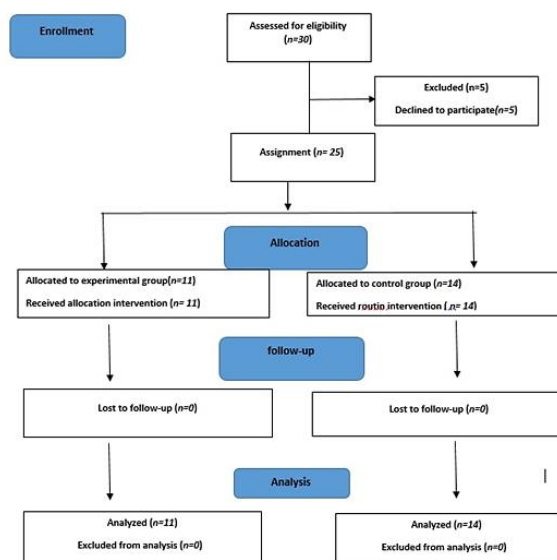 Enrollment
Assessed for eligibility
(n=30)
Excluded (n=5)
Declined to participate(n=5)
Assignment (n= 25)
Allocation
Allocated to experimental group(n=11)
Received allocation intervention (n= 11)
Allocated to control group (n=14)
Received routio intervention ( n= 14)
follow-up
Lost to follow-up (n=0)
Lost to follow-up (n=0)
Analysis
Analyzed (n=11)
Excluded from analysis (n=0)
Analyzed (n=14)
Excluded from analysis (n=0)